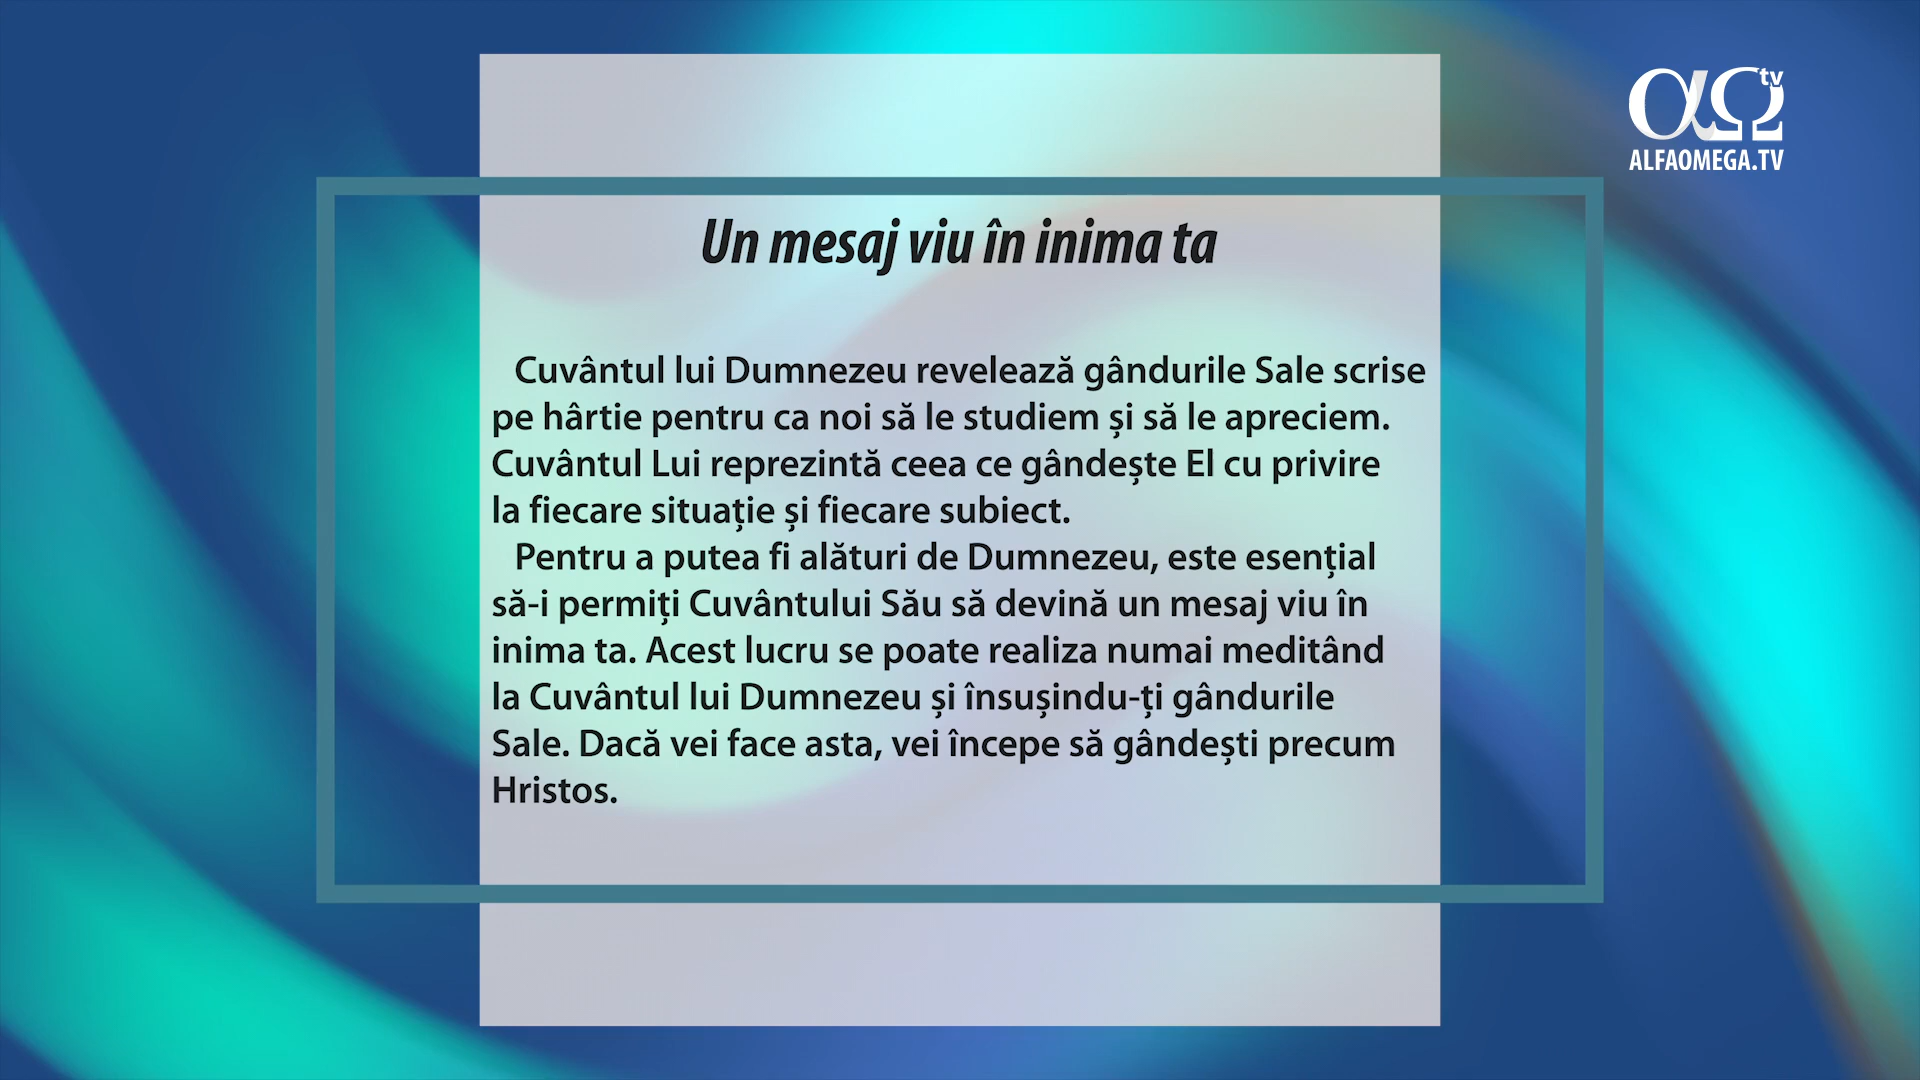 αΩ tv
ALFAOMEGA.TV
Un mesaj viu în inima ta
Cuvântul lui Dumnezeu revelează gândurile Sale scrise
pe hârtie pentru ca noi să le studiem și să le apreciem.
Cuvântul Lui reprezintă ceea ce gândește El cu privire
la fiecare situație și fiecare subiect.
Pentru a putea fi alături de Dumnezeu, este esențial
să-i permiți Cuvântului Său să devină un mesaj viu în
inima ta. Acest lucru se poate realiza numai meditând
la Cuvântul lui Dumnezeu și însușindu-ți gândurile
Sale. Dacă vei face asta, vei începe să gândești precum
Hristos.